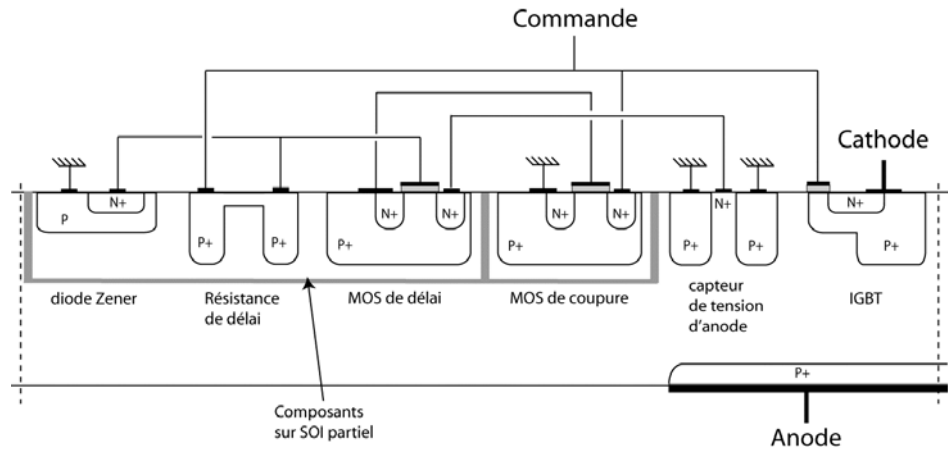 Commande
Cathode
N+
P
P+
P+
N+
N+
P+
N+
N+
P+
N+
P+
P+
N+
P+
diode Zener
Résistance
de délai
MOS de délai
MOS de coupure
capteur
de tension
d'anode
IGBT
P+
Composants
sur SOI partiel
Anode